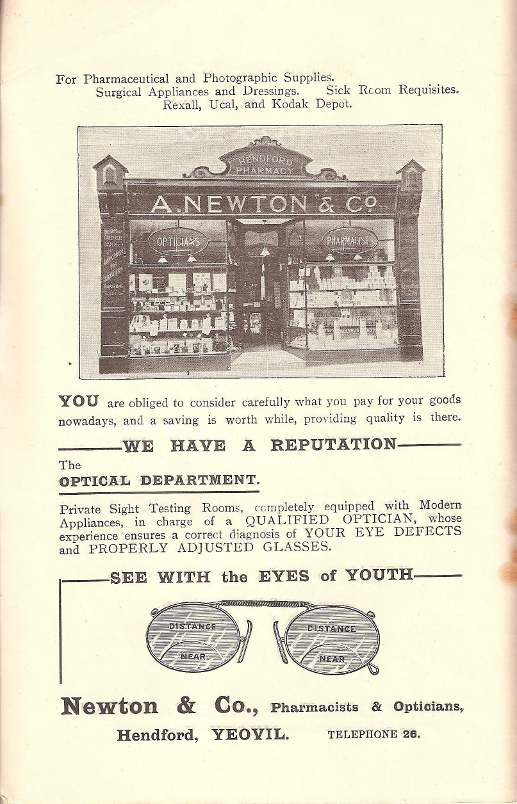 For Pharmaceutical and Photographic Supplies.
Surgical Appliances and Dressings. Sick Room Requisites.
Rexall, Ucal, and Kodak Depot.
HENDFORD
PHARMACY
A. NEWTON & Co.
OPTICIANS
PHARMACISTS
YOU are obliged to consider carefully what you pay for your goods
nowadays, and a saving is worth while, providing quality is there.
WE HAVE A REPUTATION
The
OPTICAL DEPARTMENT.
Private Sight Testing Rooms, completely equipped with Modern
Appliances, in charge of a QUALIFIED OPTICIAN, whose
experience ensures a correct diagnosis of YOUR EYE DEFECTS
and PROPERLY ADJUSTED GLASSES.
SEE WITH the EYES of YOUTH
DISTANCE DISTANCE
NEAR NEAR
Newton & Co., Pharmacists & Opticians,
Hendford, YEOVIL. TELEPHONE 26.